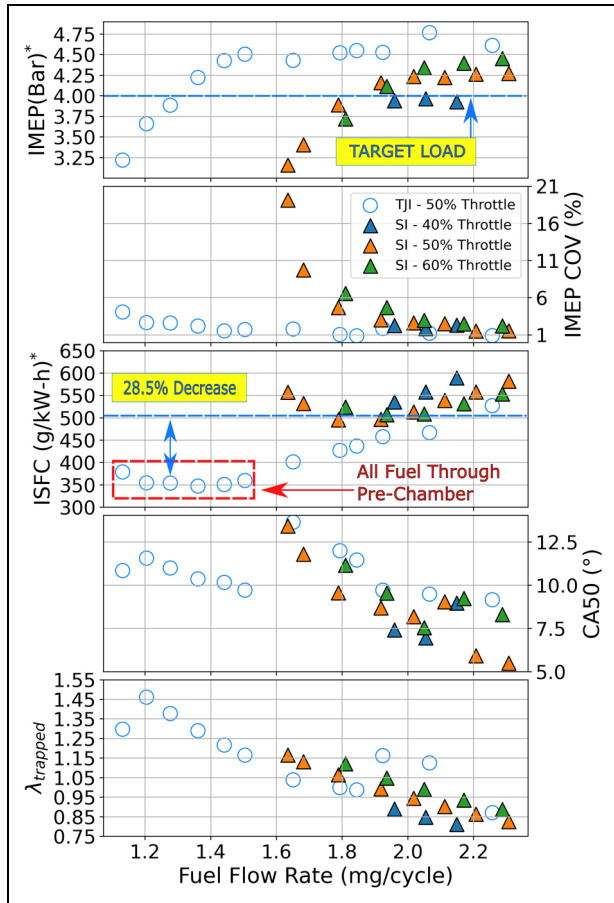 IMEP(Bar)*
4.75
4.50
4.25
4.00
3.75
3.50
3.25
TARGET LOAD
TJI - 50% Throttle
SI - 40% Throttle
SI - 50% Throttle
SI - 60% Throttle
21
16
11
6
1
IMEP COV (%)
ISFC (g/kW-h)*
650
600
550
500
450
400
350
300
28.5% Decrease
All Fuel Through
Pre-Chamber
12.5
10.0
7.5
5.0
CA50 (°)
λtrapped
1.55
1.45
1.35
1.25
1.15
1.05
0.95
0.85
0.75
1.2 1.4 1.6 1.8 2.0 2.2
Fuel Flow Rate (mg/cycle)